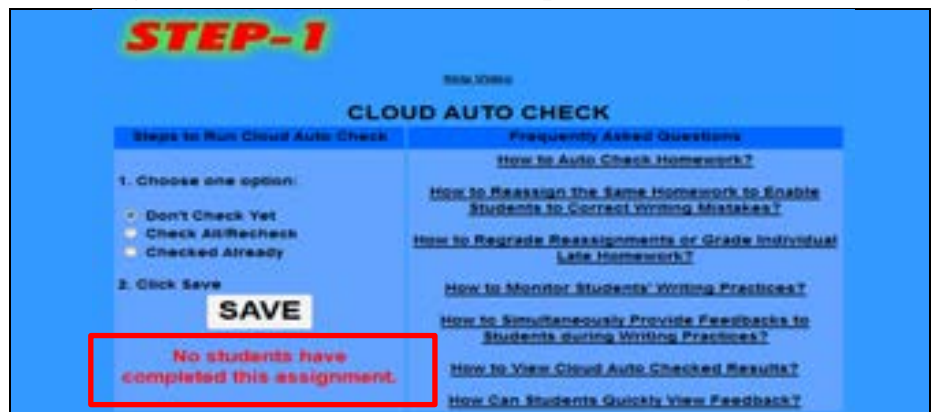 STEP-1
Help Video
CLOUD AUTO CHECK
Steps to Run Cloud Auto Check
1. Choose one option:
Don't Check Yet
Check All/Recheck
Checked Already
2. Click Save
SAVE
No students have
completed this assignment.
Frequently Asked Questions
How to Auto Check Homework?
How to Reassign the Same Homework to Enable
Students to Correct Writing Mistakes?
How to Regrade Reassignments or Grade Individual
Late Homework?
How to Monitor Students' Writing Practices?
How to Simultaneously Provide Feedbacks to
Students during Writing Practices?
How to View Cloud Auto Checked Results?
How Can Students Quickly View Feedback?